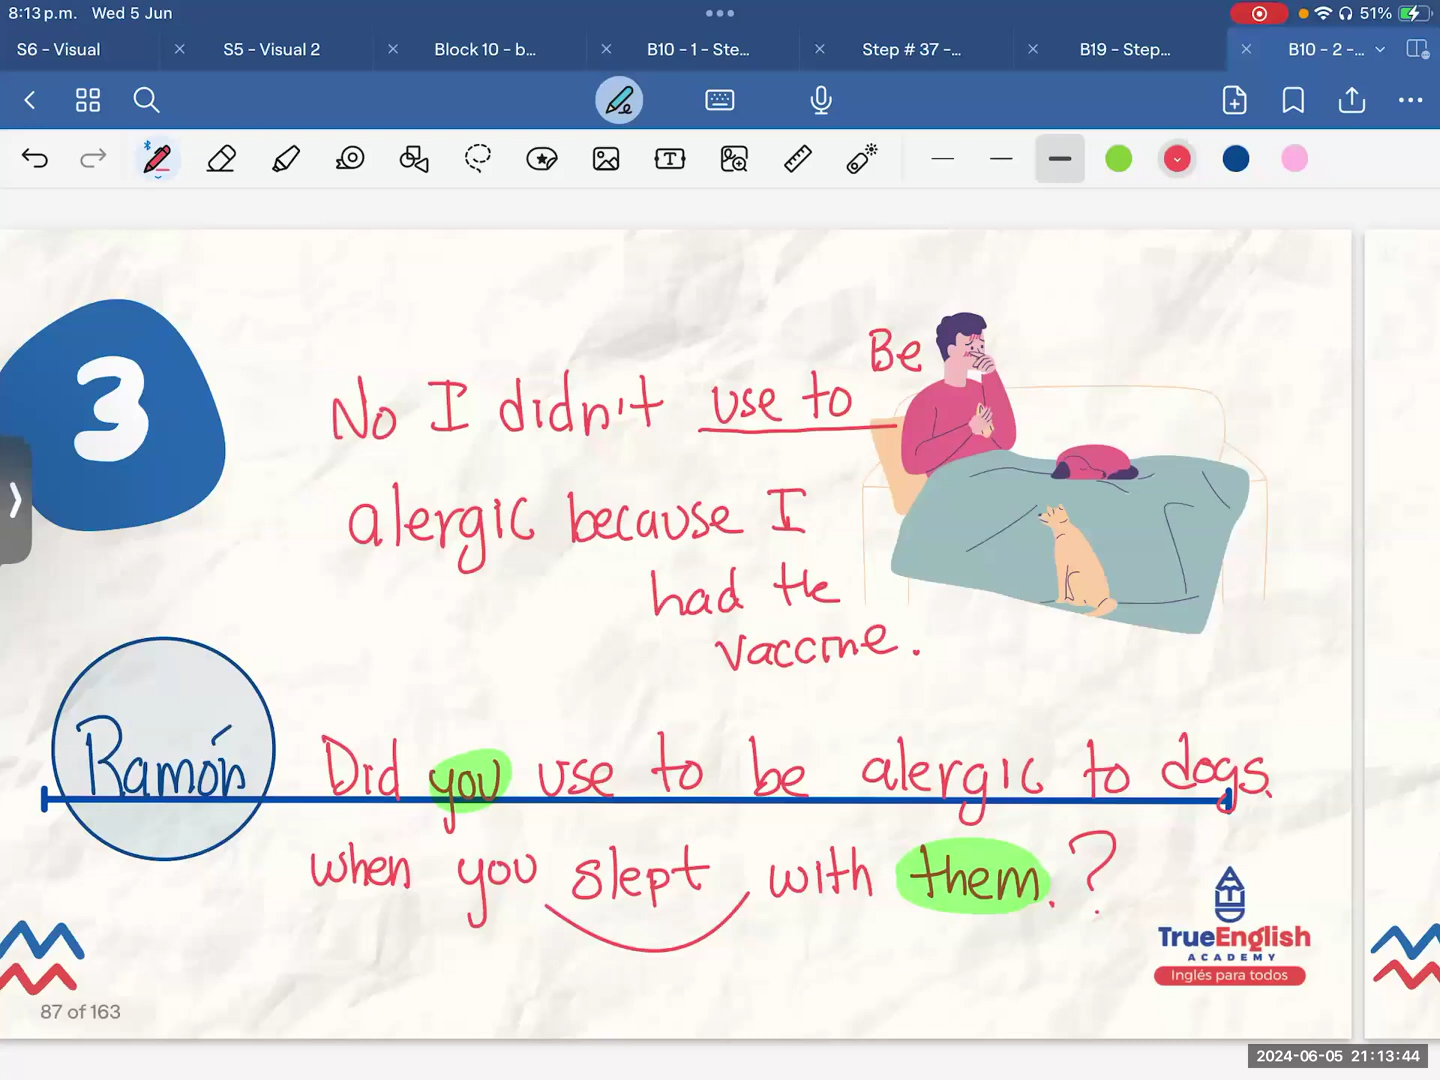 8:13 p.m. Wed 5 Jun
51%
S6 - Visual
S5 - Visual 2
Block 10 - b...
B10 - 1 - Ste...
Step # 37 -...
B19 - Step...
B10 - 2 -...
3
Be
No I didn't use to
alergic because I
had the
vaccine.
Ramón
Did you use to be alergic to dogs.
when you slept with them.?
TrueEnglish
ACADEMY
Inglés para todos
87 of 163
2024-06-05 21:13:44